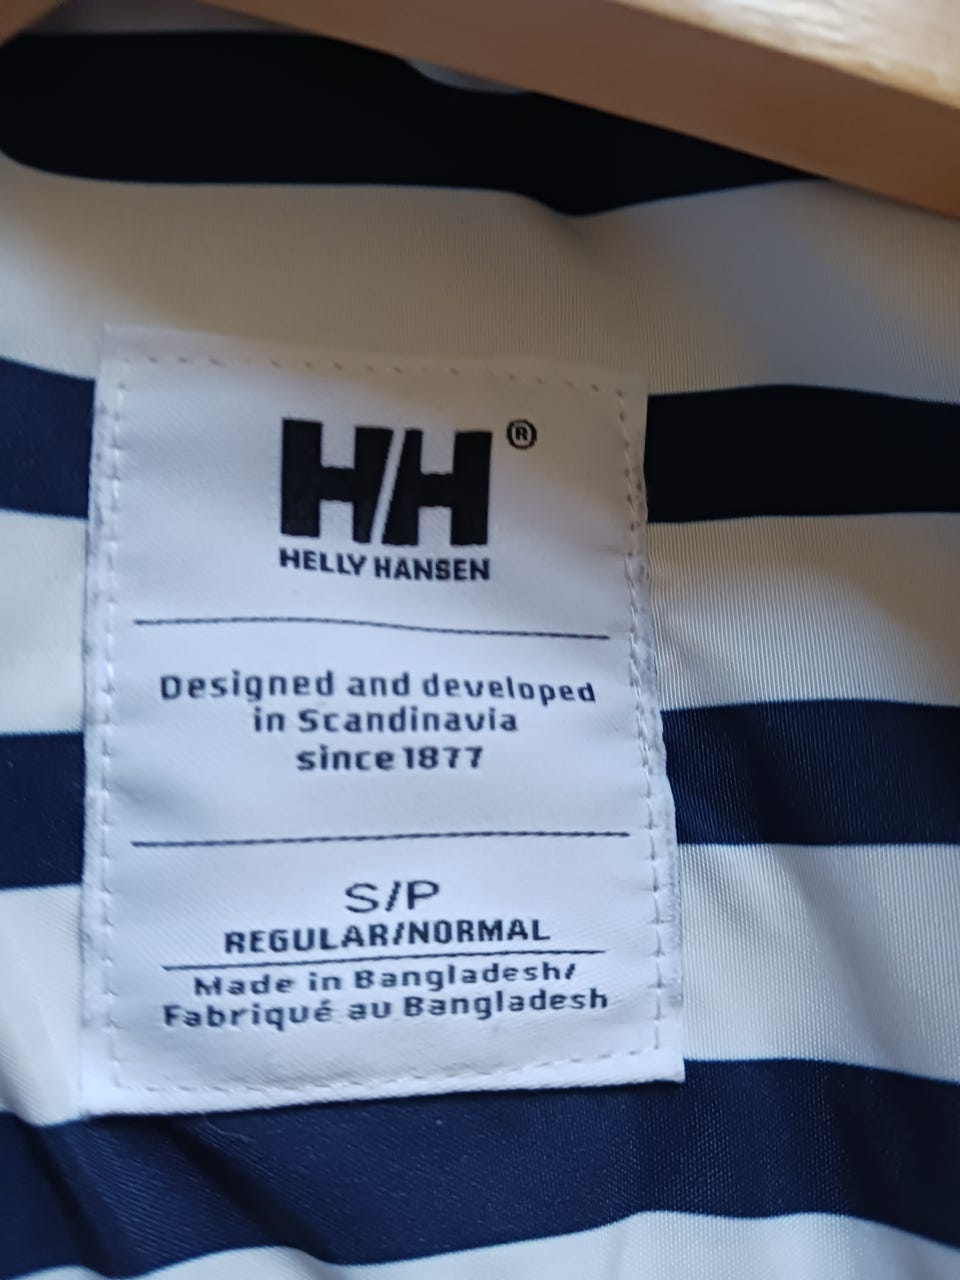 HH®
HELLY HANSEN
Designed and developed
in Scandinavia
since 1877
S/P
REGULAR/NORMAL
Made in Bangladesh/
Fabriqué au Bangladesh